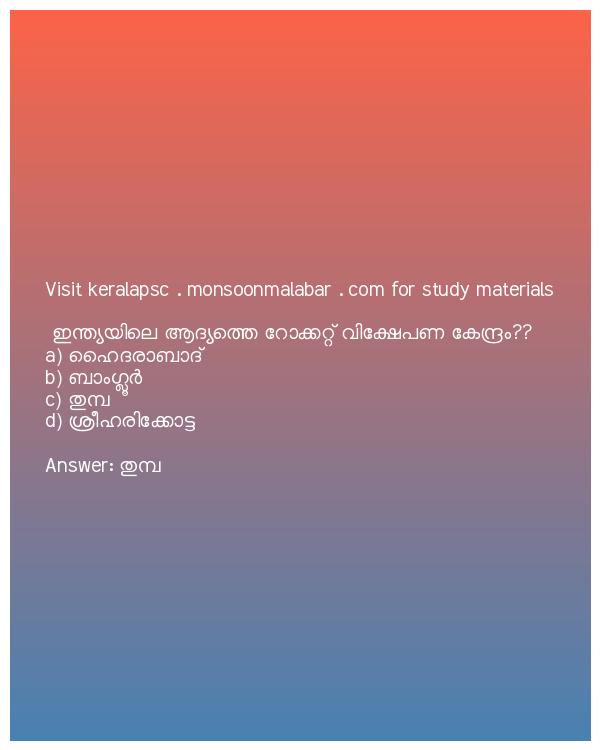 Visit keralapsc . monsoonmalabar . com for study materials
ഇന്ത്യയിലെ ആദ്യത്തെ റോക്കറ്റ് വിക്ഷേപണ കേന്ദ്രം??
a) ഹൈദരാബാദ്
b) ബാംഗ്ലൂർ
c) തുമ്പ
d) ശ്രീഹരിക്കോട്ട
Answer: തുമ്പ